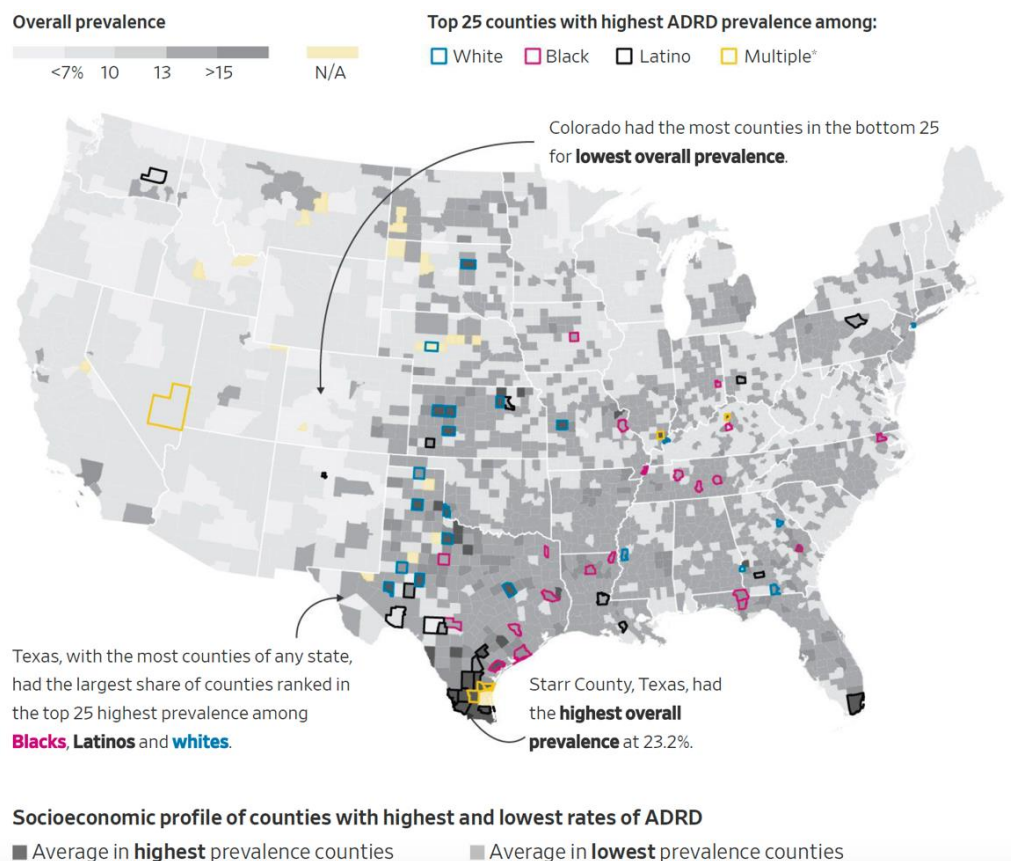 Overall prevalence
<7% 10 13 >15
N/A
Top 25 counties with highest ADRD prevalence among:
White Black Latino Multiple*
Colorado had the most counties in the bottom 25
for lowest overall prevalence.
Texas, with the most counties of any state,
had the largest share of counties ranked in
the top 25 highest prevalence among
Blacks, Latinos and whites.
Starr County, Texas, had
the highest overall
prevalence at 23.2%.
Socioeconomic profile of counties with highest and lowest rates of ADRD
Average in highest prevalence counties
Average in lowest prevalence counties